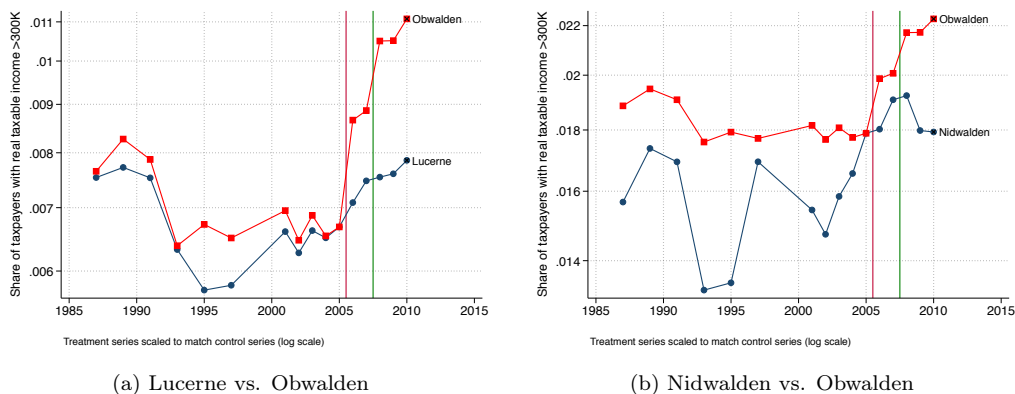 Share of taxpayers with real taxable income >300K
.011
.01
.009
.008
.007
.006
Obwalden
Lucerne
1985 1990 1995 2000 2005 2010 2015
Treatment series scaled to match control series (log scale)
(a) Lucerne vs. Obwalden
Share of taxpayers with real taxable income >300K
.022
.02
.018
.016
.014
Obwalden
Nidwalden
1985 1990 1995 2000 2005 2010 2015
Treatment series scaled to match control series (log scale)
(b) Nidwalden vs. Obwalden